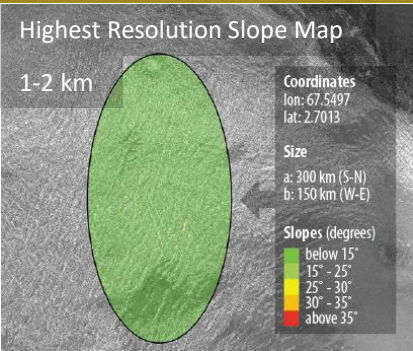 Highest Resolution Slope Map
1-2 km
Coordinates
lon: 67.5497
lat: 2.7013
Size
a: 300 km (S-N)
b: 150 km (W-E)
Slopes (degrees)
below 15°
15° - 25°
25° - 30°
30° - 35°
above 35°